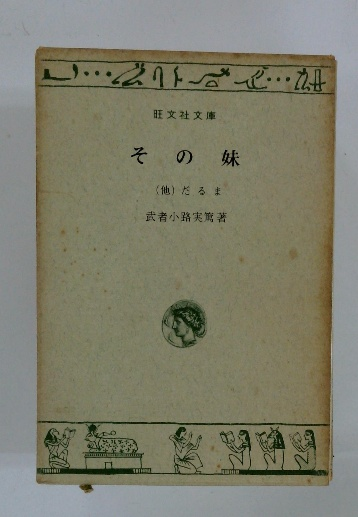 旺文社文庫
その妹
（他）だるま
武者小路実篤著